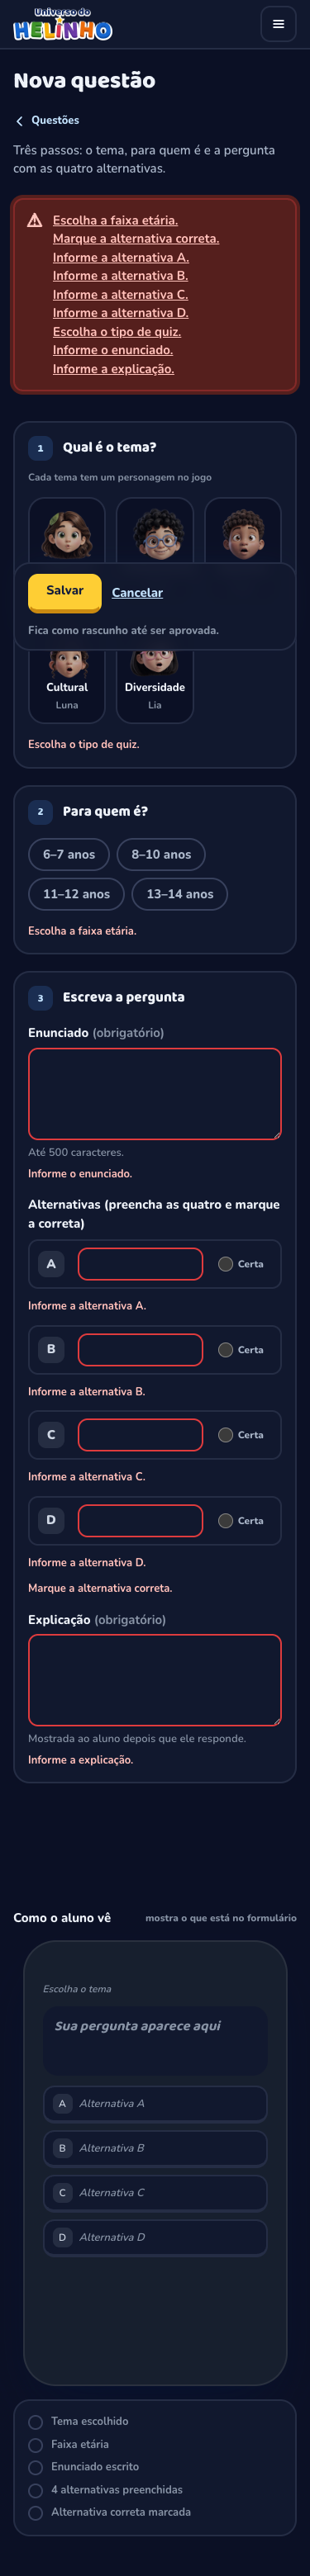 Universo do
HELINHO
Nova questão
Questões
Três passos: o tema, para quem é e a pergunta
com as quatro alternativas.
Escolha a faixa etária.
Marque a alternativa correta.
Informe a alternativa A.
Informe a alternativa B.
Informe a alternativa C.
Informe a alternativa D.
Escolha o tipo de quiz.
Informe o enunciado.
Informe a explicação.
1 Qual é o tema?
Cada tema tem um personagem no jogo
Salvar Cancelar
Fica como rascunho até ser aprovada.
Cultural Diversidade
Luna Lia
Escolha o tipo de quiz.
2 Para quem é?
6–7 anos 8–10 anos
11–12 anos 13–14 anos
Escolha a faixa etária.
3 Escreva a pergunta
Enunciado (obrigatório)
Até 500 caracteres.
Informe o enunciado.
Alternativas (preencha as quatro e marque
a correta)
A Certa
Informe a alternativa A.
B Certa
Informe a alternativa B.
C Certa
Informe a alternativa C.
D Certa
Informe a alternativa D.
Marque a alternativa correta.
Explicação (obrigatório)
Mostrada ao aluno depois que ele responde.
Informe a explicação.
Como o aluno vê mostra o que está no formulário
Escolha o tema
Sua pergunta aparece aqui
A Alternativa A
B Alternativa B
C Alternativa C
D Alternativa D
Tema escolhido
Faixa etária
Enunciado escrito
4 alternativas preenchidas
Alternativa correta marcada